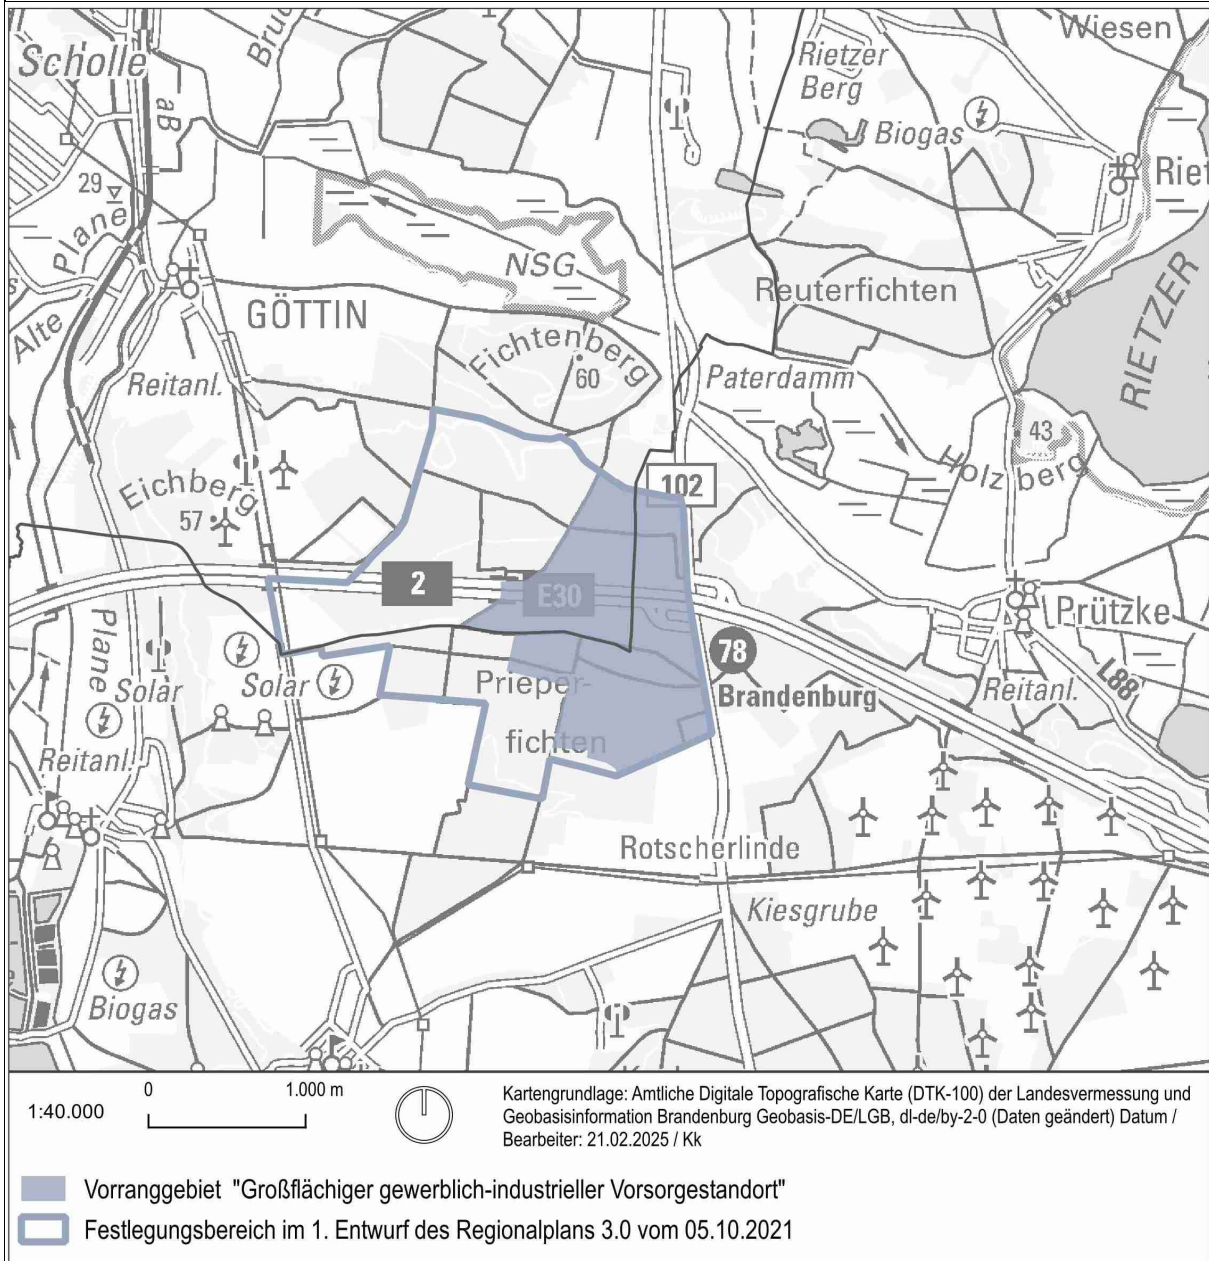 Wiesen
Scholle
Bruc
aB
Rietzer
Berg
Biogas
Riet
29
Plane
Alte
NSG
GÖTTIN
Reuterfichten
RIETZER
Fichtenberg
60
Reitanl.
Paterdamm
43
Holzberg
Eichberg
57
102
2
E30
Plane
Prützke
78
Brandenburg
Reitanl.
L88
Solar
Solar
Prieper-
fichten
Reitanl.
Rotscherlinde
Kiesgrube
Biogas
1:40.000
0 1.000 m
Kartengrundlage: Amtliche Digitale Topografische Karte (DTK-100) der Landesvermessung und
Geobasisinformation Brandenburg Geobasis-DE/LGB, dl-de/by-2-0 (Daten geändert) Datum /
Bearbeiter: 21.02.2025 / Kk
Vorranggebiet "Großflächiger gewerblich-industrieller Vorsorgestandort"
Festlegungsbereich im 1. Entwurf des Regionalplans 3.0 vom 05.10.2021